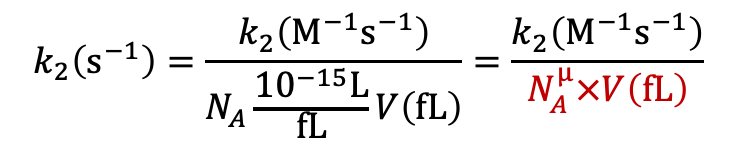 k₂(s⁻¹) = k₂(M⁻¹s⁻¹) / N_A 10⁻¹⁵L / fL V(fL) = k₂(M⁻¹s⁻¹) / N_A^μ×V(fL)